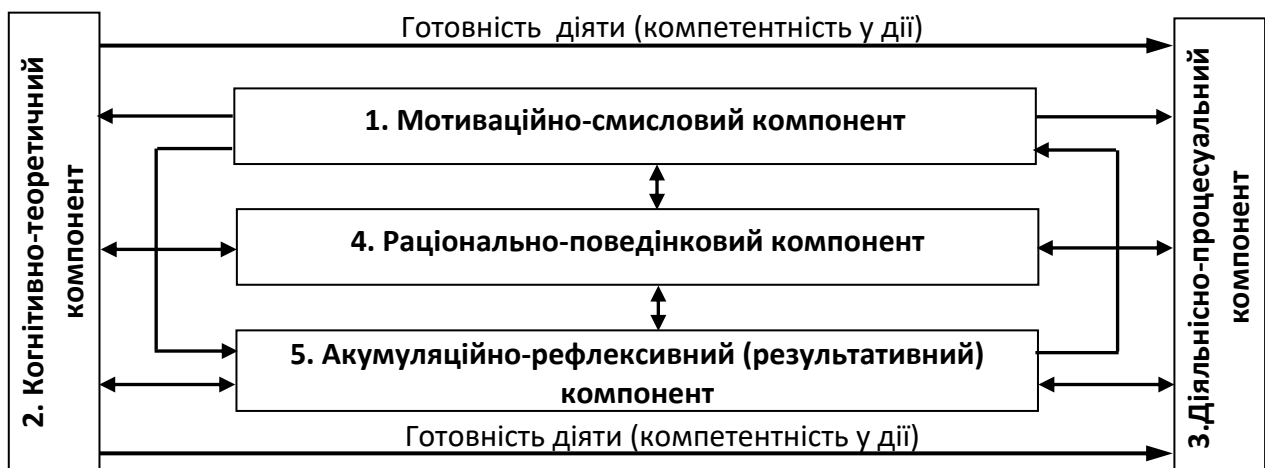 Готовність діяти (компетентність у дії)
2. Когнітивно-теоретичний
компонент
1. Мотиваційно-смисловий компонент
4. Раціонально-поведінковий компонент
5. Акумуляційно-рефлексивний (результативний)
компонент
3.Діяльнісно-процесуальний
компонент
Готовність діяти (компетентність у дії)